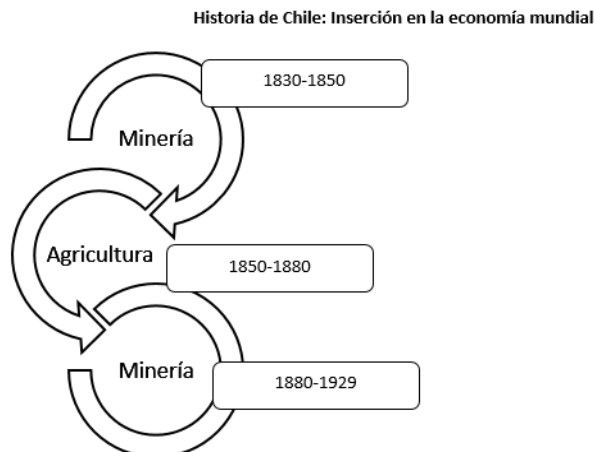 Historia de Chile: Inserción en la economía mundial
1830-1850
Minería
Agricultura
1850-1880
Minería
1880-1929